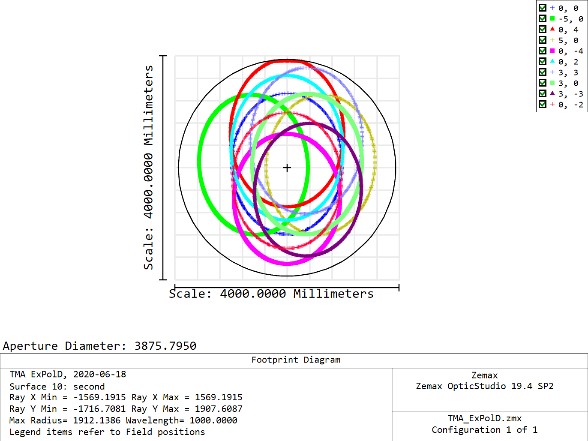 0, 0
-5, 0
0, 4
5, 0
0, -4
0, 2
3, 3
3, 0
3, -3
0, -2
Scale: 4000.0000 Millimeters
Scale: 4000.0000 Millimeters
Aperture Diameter: 3875.7950
Footprint Diagram
TMA ExPolD, 2020-06-18
Surface 10: second
Ray X Min = -1569.1915 Ray X Max = 1569.1915
Ray Y Min = -1716.7081 Ray Y Max = 1907.6087
Max Radius= 1912.1386 Wavelength= 1000.0000
Legend items refer to Field positions
Zemax
Zemax OpticStudio 19.4 SP2
TMA_ExPolD.zmx
Configuration 1 of 1